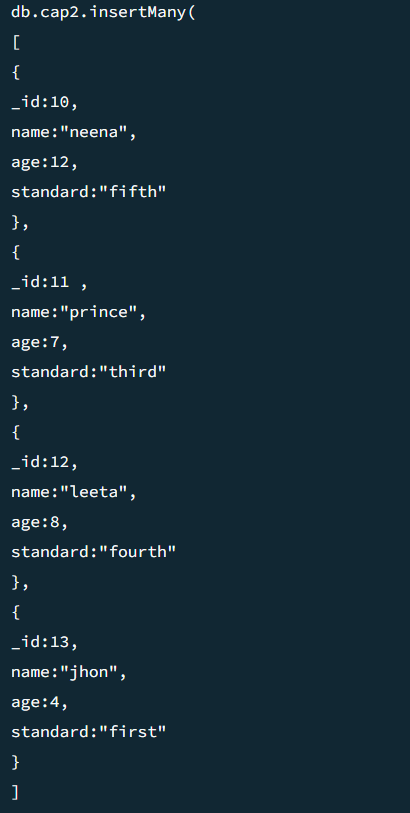 db.cap2.insertMany(
[
{
_id:10,
name:"neena",
age:12,
standard:"fifth"
},
{
_id:11 ,
name:"prince",
age:7,
standard:"third"
},
{
_id:12,
name:"leeta",
age:8,
standard:"fourth"
},
{
_id:13,
name:"jhon",
age:4,
standard:"first"
}
]